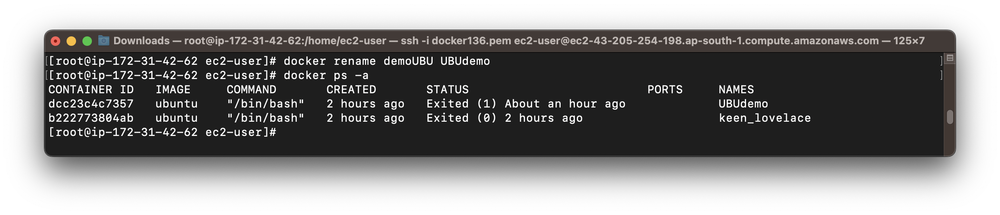 Downloads — root@ip-172-31-42-62:/home/ec2-user — ssh -i docker136.pem ec2-user@ec2-43-205-254-198.ap-south-1.compute.amazonaws.com — 125×7
[[root@ip-172-31-42-62 ec2-user]# docker rename demoUBU UBUdemo ]
[[root@ip-172-31-42-62 ec2-user]# docker ps -a ]
CONTAINER ID   IMAGE     COMMAND       CREATED       STATUS                         PORTS     NAMES
dcc23c4c7357   ubuntu    "/bin/bash"   2 hours ago   Exited (1) About an hour ago             UBUdemo
b222773804ab   ubuntu    "/bin/bash"   2 hours ago   Exited (0) 2 hours ago                   keen_lovelace
[root@ip-172-31-42-62 ec2-user]#